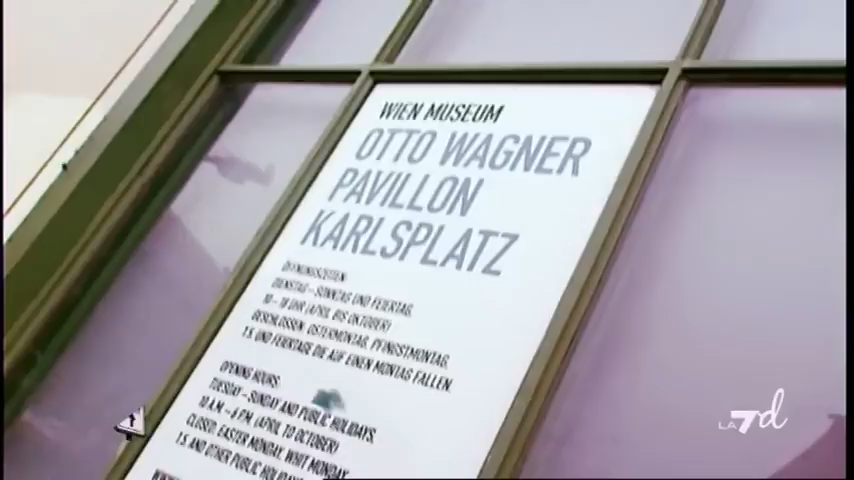 WIEN MUSEUM
OTTO WAGNER
PAVILLON
KARLSPLATZ
ÖFFNUNGSZEITEN:
DIENSTAG – SONNTAG UND FEIERTAG,
10 – 18 UHR (APRIL BIS OKTOBER)
GESCHLOSSEN: OSTERMONTAG, PFINGSTMONTAG,
1.5. UND FEIERTAGE DIE AUF EINEN MONTAG FALLEN.
OPENING HOURS:
TUESDAY – SUNDAY AND PUBLIC HOLIDAYS,
10 A.M. – 6 P.M. (APRIL TO OCTOBER)
CLOSED: EASTER MONDAY, WHIT MONDAY,
1.5. AND OTHER PUBLIC HOLIDAYS
LA7d